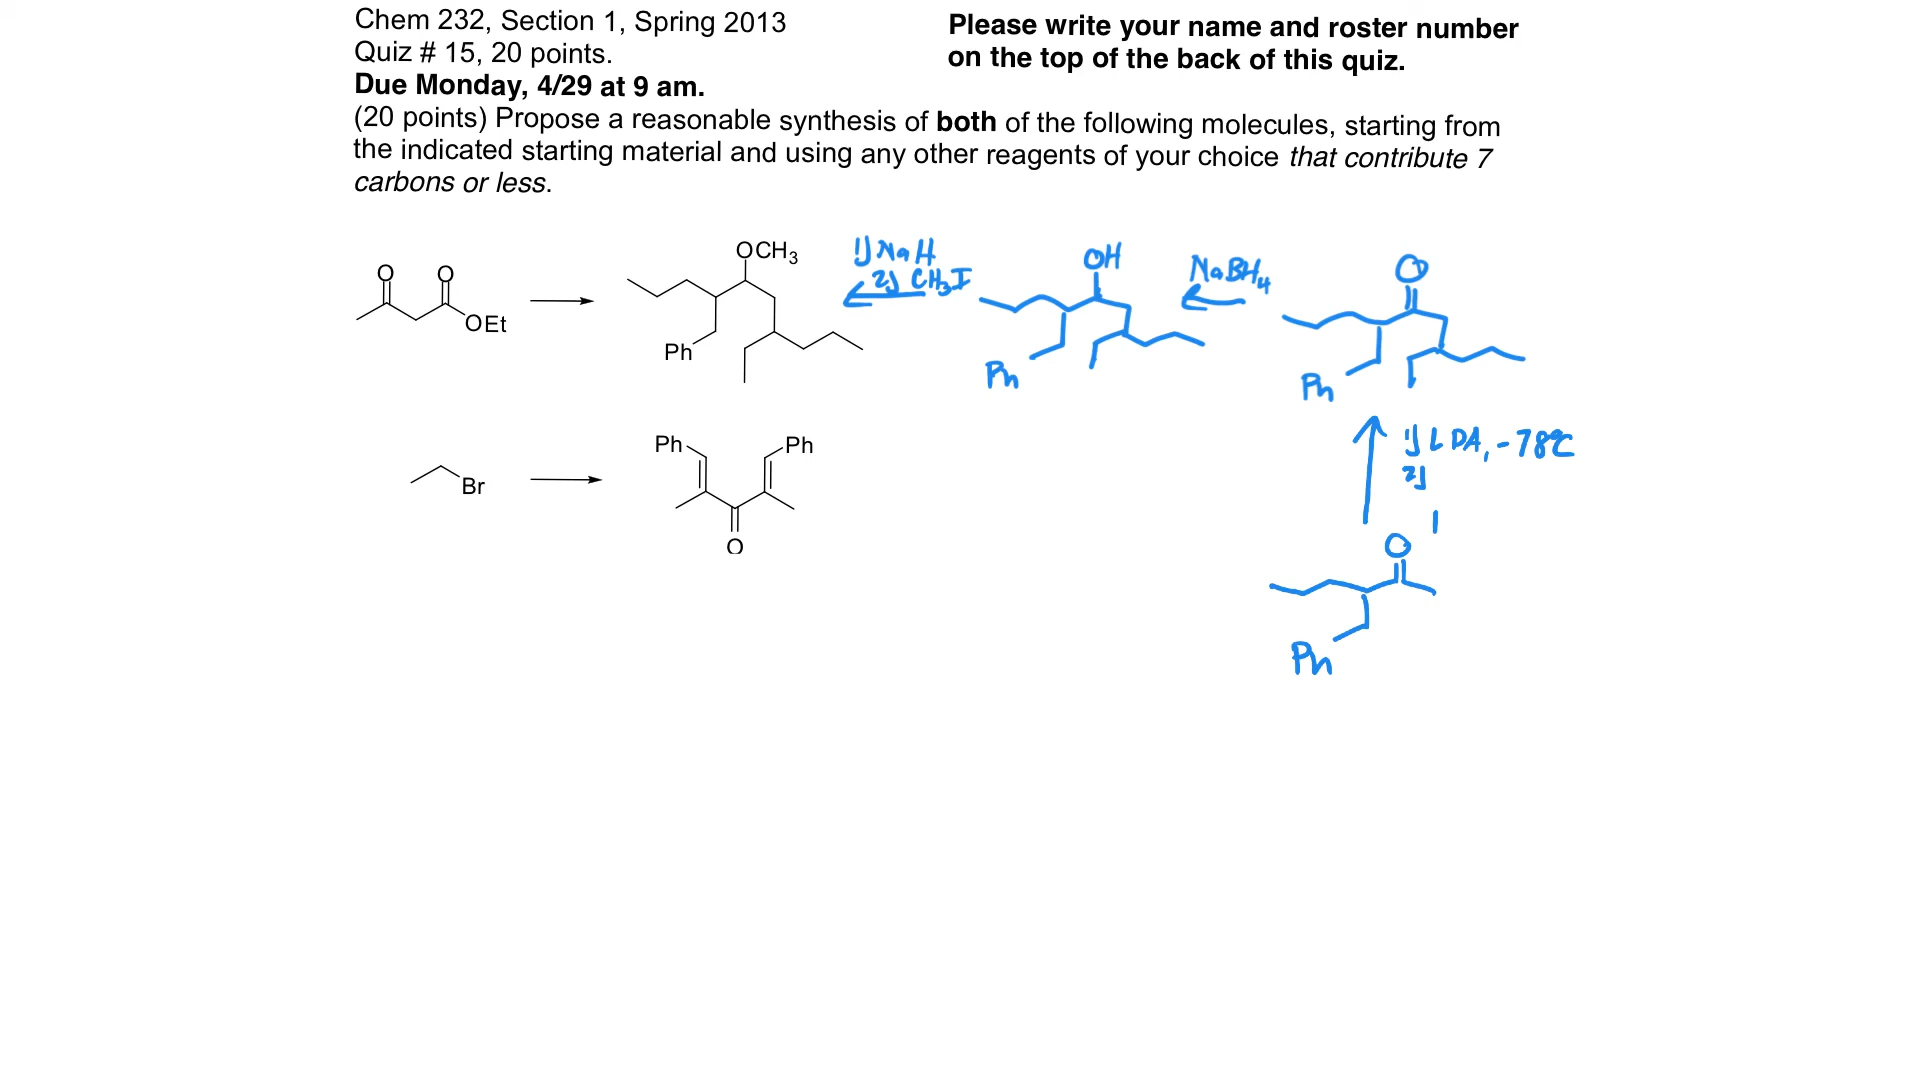 Chem 232, Section 1, Spring 2013
Quiz # 15, 20 points.
Due Monday, 4/29 at 9 am.
Please write your name and roster number
on the top of the back of this quiz.
(20 points) Propose a reasonable synthesis of both of the following molecules, starting from
the indicated starting material and using any other reagents of your choice that contribute 7
carbons or less.
O O
OEt
OCH3
Ph
1) NaH
2) CH3I
OH
Ph
NaBH4
O
Ph
1) LDA, -78°C
2)
O
Ph
Br
Ph Ph
O